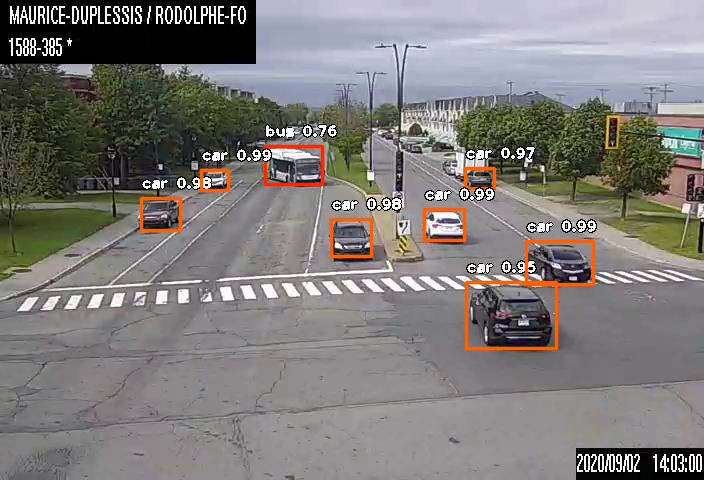 MAURICE-DUPLESSIS / RODOLPHE-FO
1588-385 *
bus 0.76
car 0.99
car 0.97
car 0.98
car 0.99
car 0.98
car 0.99
car 0.95
2020/09/02 14:03:00